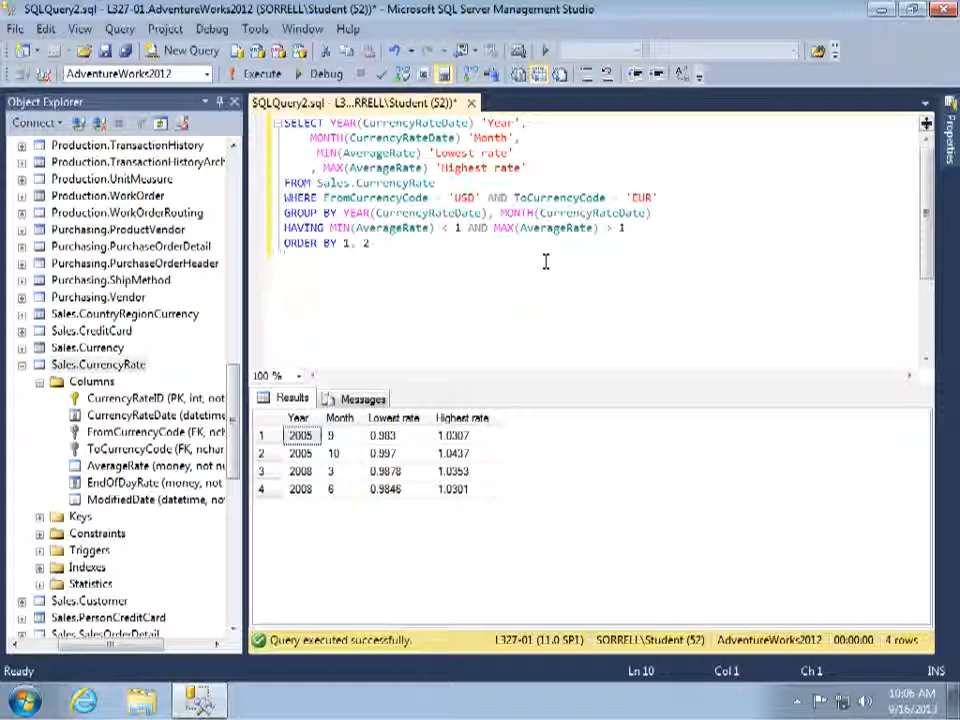 SQLQuery2.sql - L327-01.AdventureWorks2012 (SORRELL\Student (52))* - Microsoft SQL Server Management Studio
File Edit View Query Project Debug Tools Window Help
New Query
AdventureWorks2012 Execute Debug
Object Explorer
SQLQuery2.sql - L3...RRELL\Student (52))*
Properties
Connect
Production.TransactionHistory
Production.TransactionHistoryArch
Production.UnitMeasure
Production.WorkOrder
Production.WorkOrderRouting
Purchasing.ProductVendor
Purchasing.PurchaseOrderDetail
Purchasing.PurchaseOrderHeader
Purchasing.ShipMethod
Purchasing.Vendor
Sales.CountryRegionCurrency
Sales.CreditCard
Sales.Currency
Sales.CurrencyRate
Columns
CurrencyRateID (PK, int, not
CurrencyRateDate (datetime,
FromCurrencyCode (FK, nchar
ToCurrencyCode (FK, nchar
AverageRate (money, not nu
EndOfDayRate (money, not
ModifiedDate (datetime, no
Keys
Constraints
Triggers
Indexes
Statistics
Sales.Customer
Sales.PersonCreditCard
Sales.SalesOrderDetail
SELECT YEAR(CurrencyRateDate) 'Year',
MONTH(CurrencyRateDate) 'Month',
MIN(AverageRate) 'Lowest rate'
, MAX(AverageRate) 'Highest rate'
FROM Sales.CurrencyRate
WHERE FromCurrencyCode = 'USD' AND ToCurrencyCode = 'EUR'
GROUP BY YEAR(CurrencyRateDate), MONTH(CurrencyRateDate)
HAVING MIN(AverageRate) < 1 AND MAX(AverageRate) > 1
ORDER BY 1, 2
100 %
Results Messages
Year Month Lowest rate Highest rate
1 2005 9 0.983 1.0307
2 2005 10 0.997 1.0437
3 2008 3 0.9878 1.0353
4 2008 6 0.9846 1.0301
Query executed successfully. L327-01 (11.0 SP1) SORRELL\Student (52) AdventureWorks2012 00:00:00 4 rows
Ready Ln 10 Col 1 Ch 1 INS
10:06 AM
9/16/2013